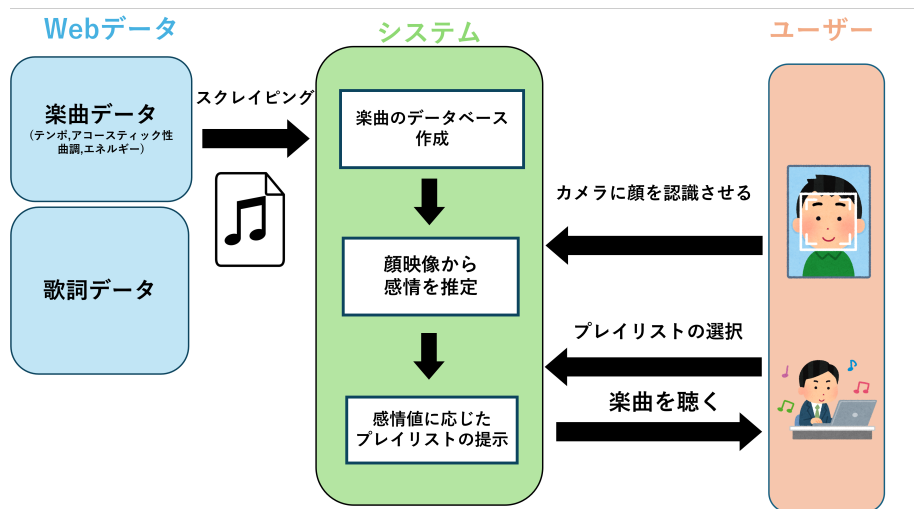 Webデータ
システム
ユーザー
楽曲データ
(テンポ,アコースティック性
曲調,エネルギー)
歌詞データ
スクレイピング
楽曲のデータベース
作成
顔映像から
感情を推定
感情値に応じた
プレイリストの提示
カメラに顔を認識させる
プレイリストの選択
楽曲を聴く